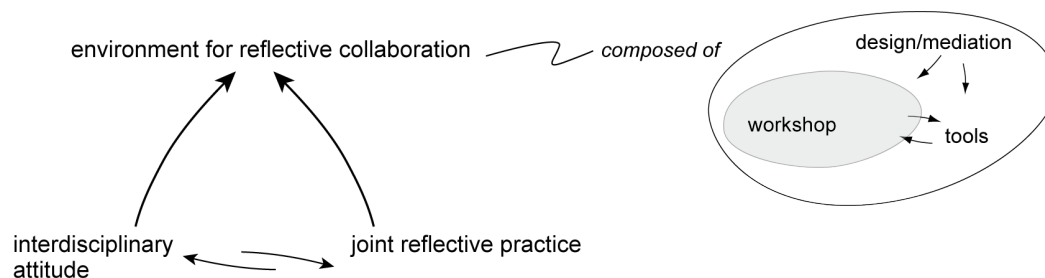 environment for reflective collaboration
composed of
design/mediation
workshop
tools
interdisciplinary
attitude
joint reflective practice